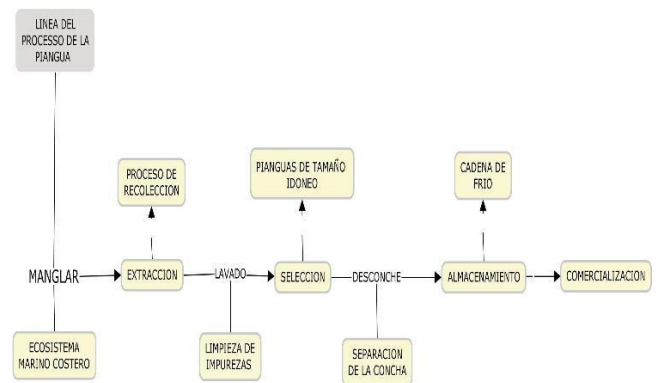 LINEA DEL
PROCESSO DE LA
PIANGUA
PROCESO DE
RECOLECCION
PIANGUAS DE TAMAÑO
IDONEO
CADENA DE
FRIO
MANGLAR
EXTRACCION
LAVADO
SELECCION
DESCONCHE
ALMACENAMIENTO
COMERCIALIZACION
ECOSISTEMA
MARINO COSTERO
LIMPIEZA DE
IMPUREZAS
SEPARACION
DE LA CONCHA